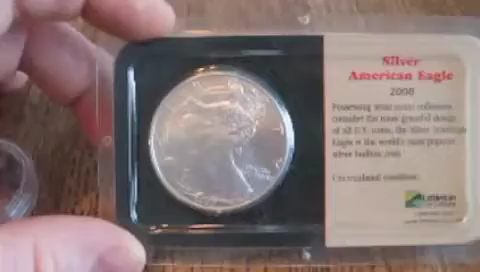 Silver
American Eagle
2000
Possessing what many collectors
consider the most graceful design
of all U.S. coins, the Silver American
Eagle is the world's most popular
silver bullion coin.
Uncirculated condition.